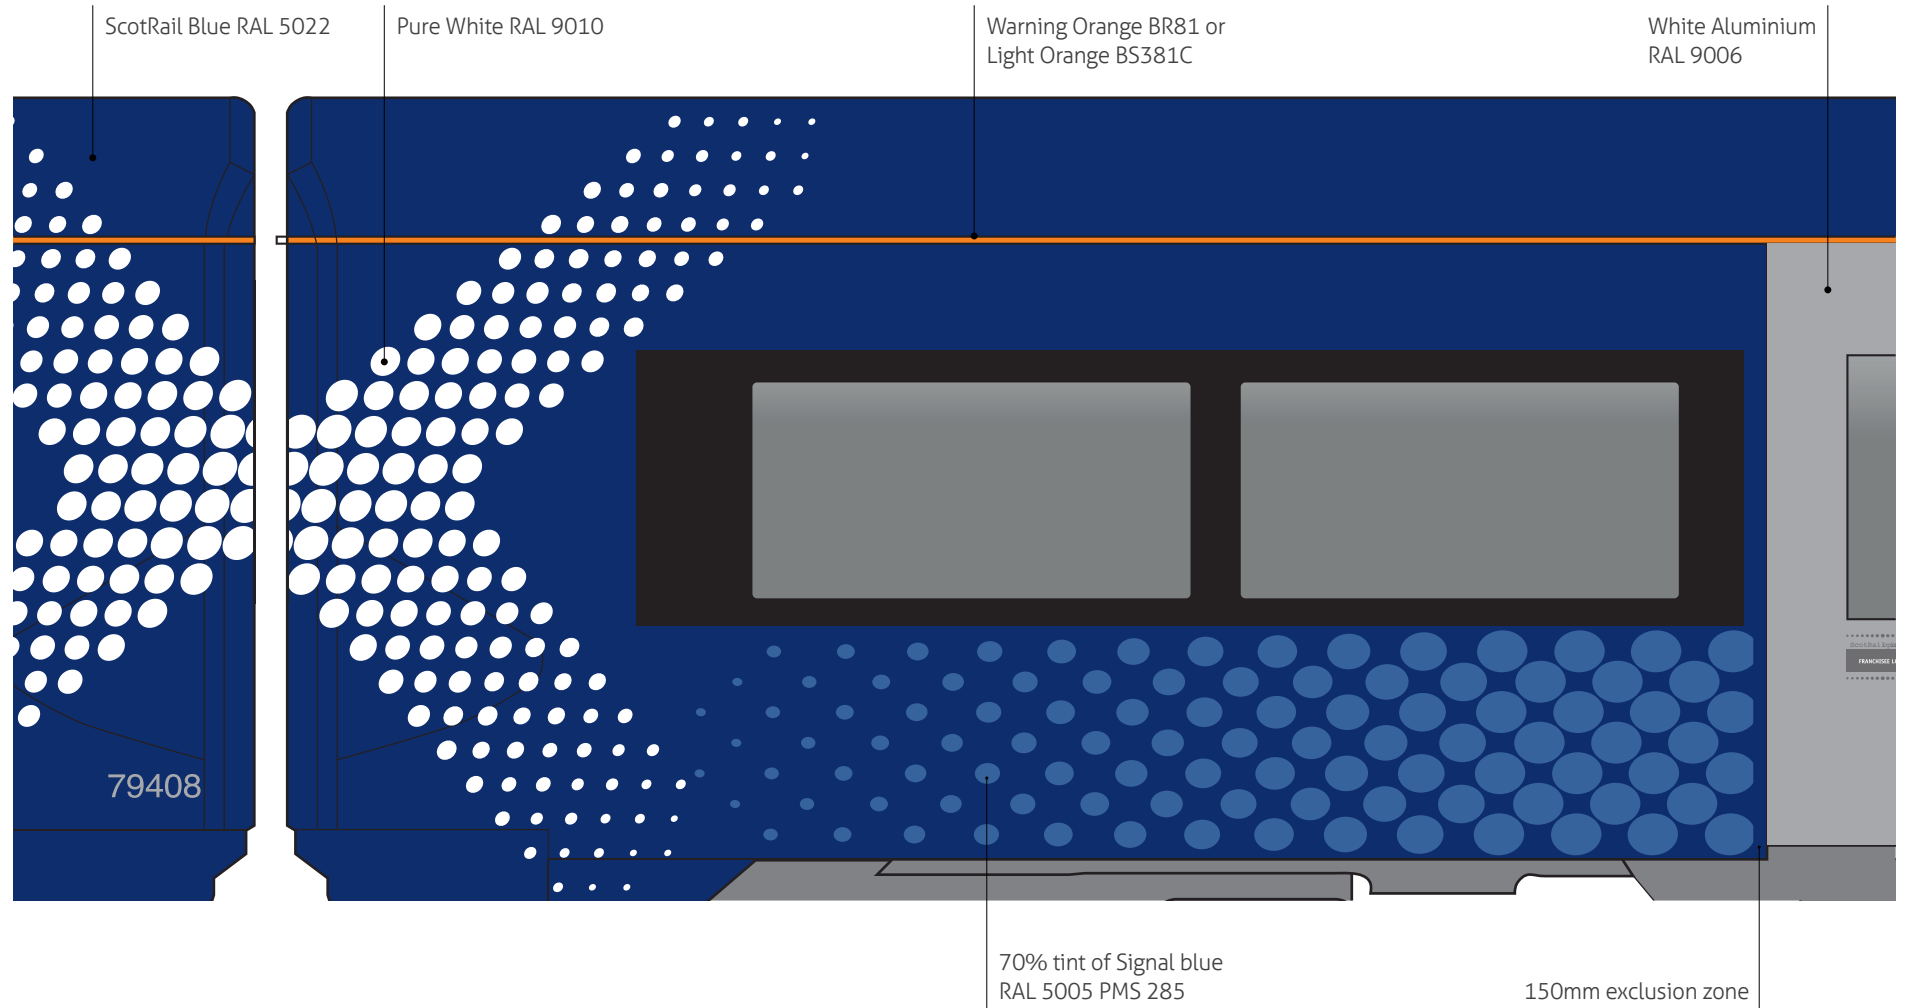 ScotRail Blue RAL 5022
Pure White RAL 9010
Warning Orange BR81 or
Light Orange BS381C
White Aluminium
RAL 9006
FRANCHISEE
79408
70% tint of Signal blue
RAL 5005 PMS 285
150mm exclusion zone